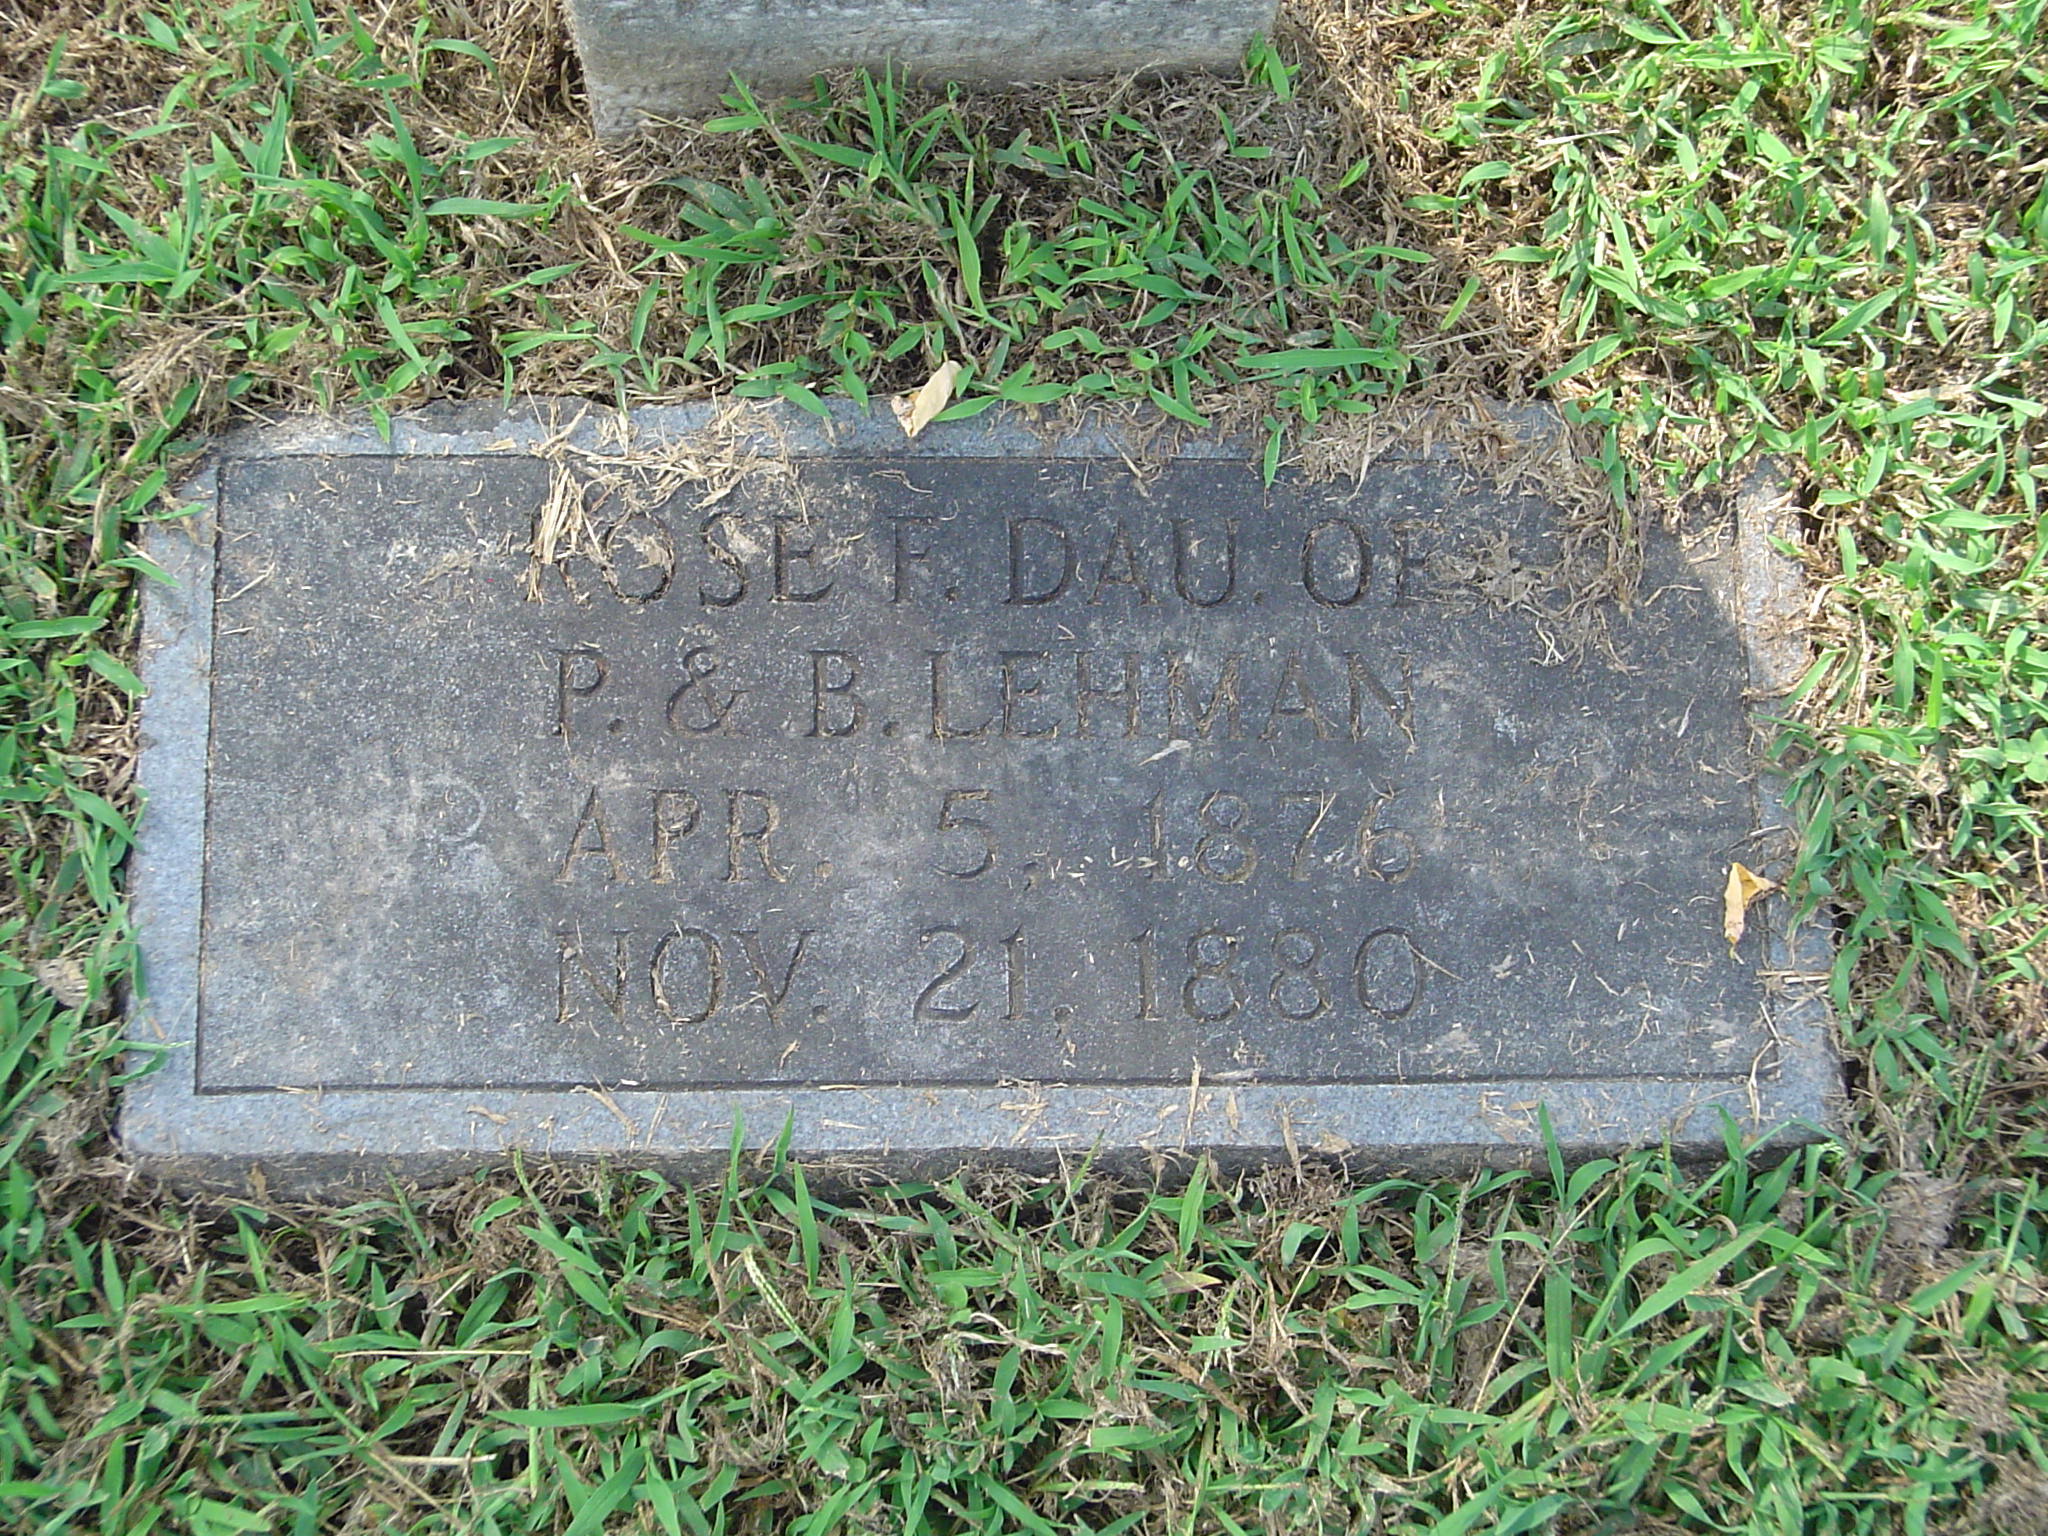 ROSE F. DAU. OF
P. & B. LEHMAN
APR. 5, 1876
NOV. 21, 1880